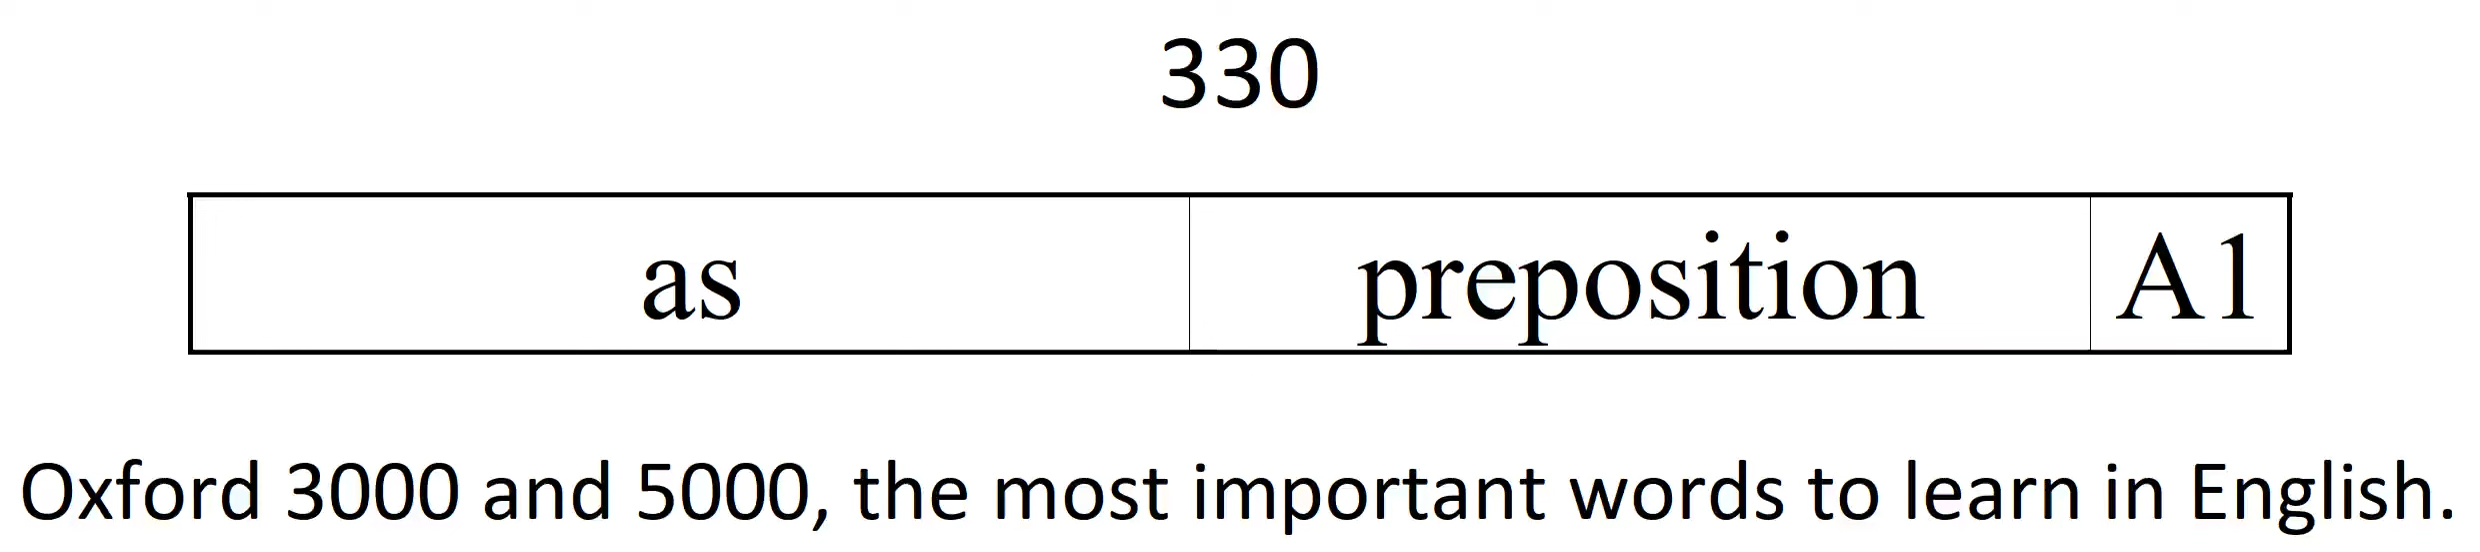 330
as preposition A1
Oxford 3000 and 5000, the most important words to learn in English.